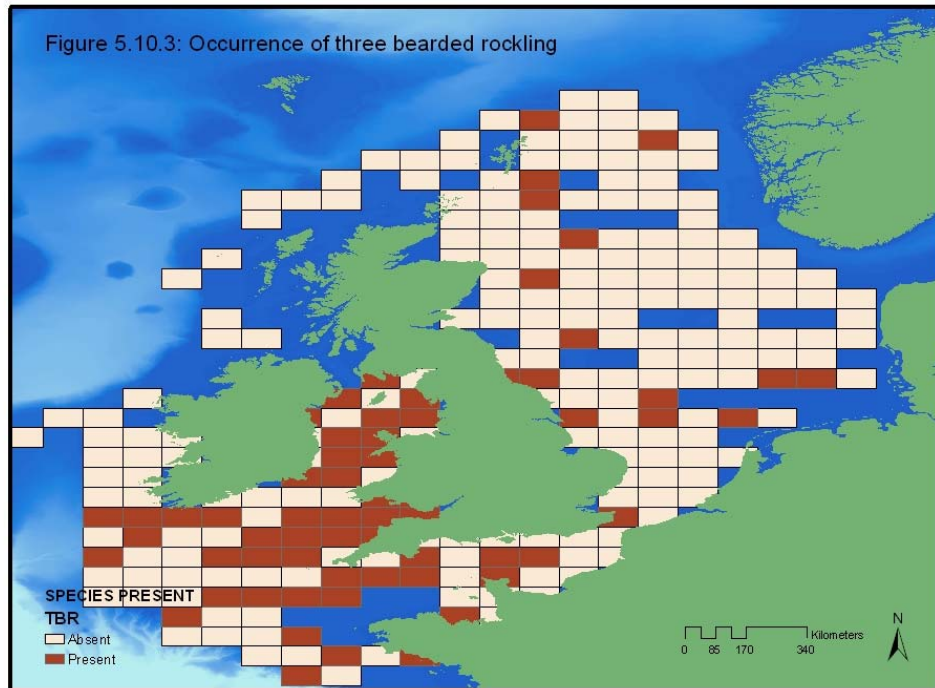 Figure 5.10.3: Occurrence of three bearded rockling
SPECIES PRESENT
TBR
Absent
Present
N
Kilometers
0 85 170 340